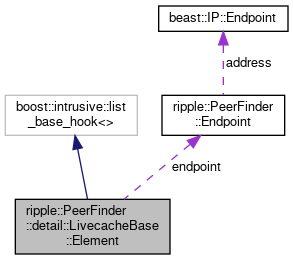 beast::IP::Endpoint
address
boost::intrusive::list
_base_hook<>
ripple::PeerFinder
::Endpoint
endpoint
ripple::PeerFinder
::detail::LivecacheBase
::Element